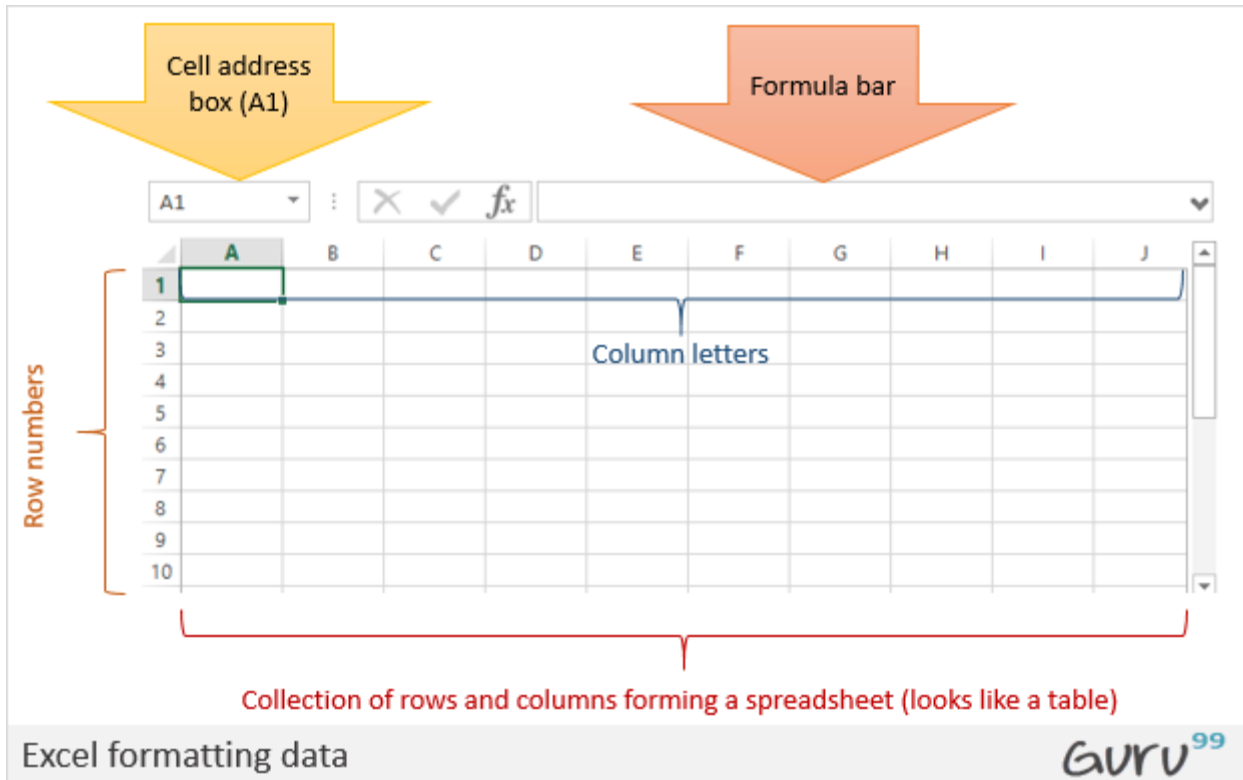 Cell address
box (A1)
Formula bar
A1
fx
A B C D E F G H I J
1
2
Column letters
3
4
5
6
7
8
9
10
Row numbers
Collection of rows and columns forming a spreadsheet (looks like a table)
Excel formatting data
Guru99